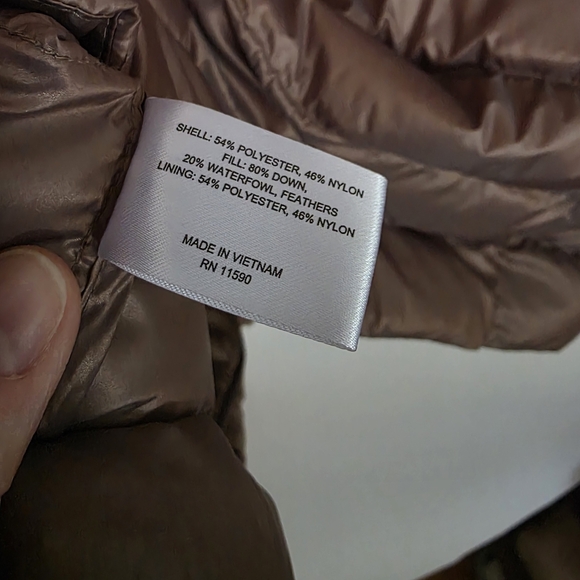 SHELL: 54% POLYESTER, 46% NYLON
FILL: 80% DOWN,
20% WATERFOWL, FEATHERS
LINING: 54% POLYESTER, 46% NYLON
MADE IN VIETNAM
RN 11590